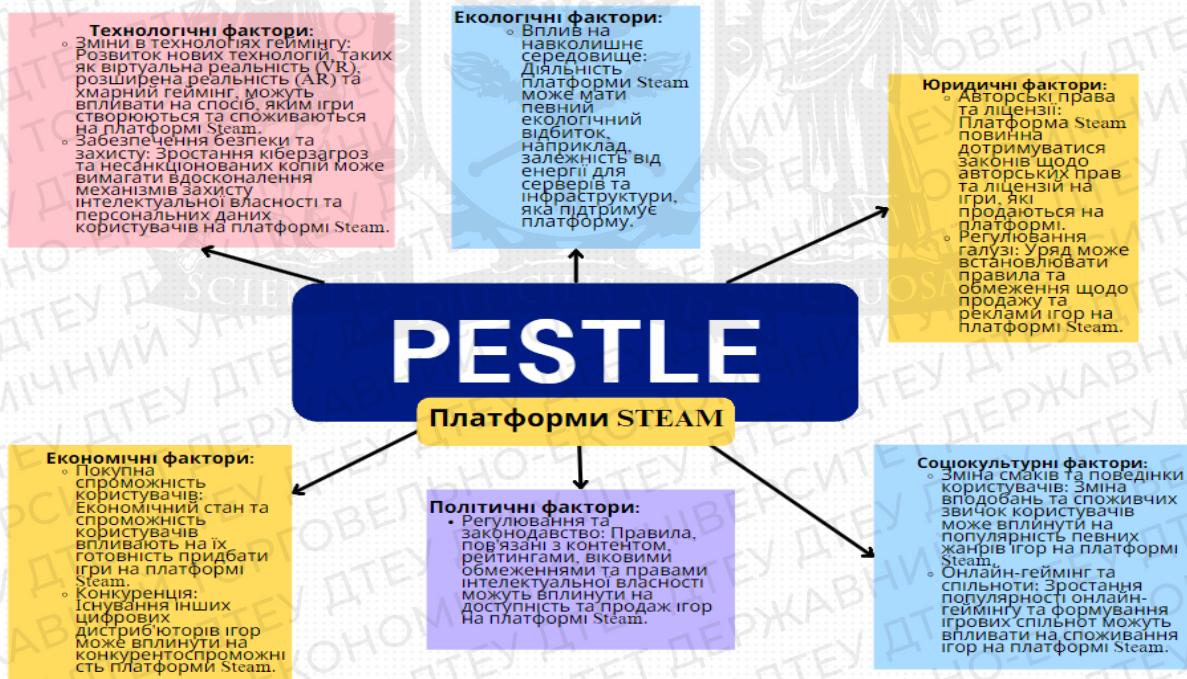 Технологічні фактори:
Зміни в технологіях геймінгу:
Розвиток нових технологій, таких
як віртуальна реальність (VR),
розширена реальність (AR) та
хмарний геймінг, можуть
впливати на спосіб, яким ігри
створюються та споживаються
на платформі Steam.
Забезпечення безпеки та
захисту: Зростання кіберзагроз
та несанкціонованих копій може
вимагати вдосконалення
механізмів захисту
інтелектуальної власності та
персональних даних
користувачів на платформі Steam.
Екологічні фактори:
Вплив на
навколишнє
середовище:
Діяльність
платформи Steam
може мати
певний
екологічний
відбиток,
наприклад,
залежність від
енергії для
серверів та
інфраструктури,
яка підтримує
платформу.
Юридичні фактори:
Авторські права
та ліцензії:
Платформа Steam
повинна
дотримуватися
законів щодо
авторських прав
та ліцензій на
ігри, які
продаються на
платформі.
Регулювання
галузі: Уряд може
встановлювати
правила та
обмеження щодо
продажу та
реклами ігор на
платформі Steam.
PESTLE
Платформи STEAM
Економічні фактори:
Покупна
спроможність
користувачів:
Економічний стан та
спроможність
користувачів
впливають на їх
готовність придбати
ігри на платформі
Steam.
Конкуренція:
Існування інших
цифрових
дистриб'юторів ігор
може вплинути на
конкурентоспроможні
сть платформи Steam.
Політичні фактори:
Регулювання та
законодавство: Правила,
пов'язані з контентом,
рейтингами, віковими
обмеженнями та правами
інтелектуальної власності
можуть вплинути на
доступність та продаж ігор
на платформі Steam.
Соціокультурні фактори:
Зміна смаків та поведінки
користувачів: Зміна
вподобань та споживчих
звичок користувачів
може вплинути на
популярність певних
жанрів ігор на платформі
Steam.
Онлайн-геймінг та
спільноти: Зростання
популярності онлайн-
геймінгу та формування
ігрових спільнот можуть
впливати на споживання
ігор на платформі Steam.